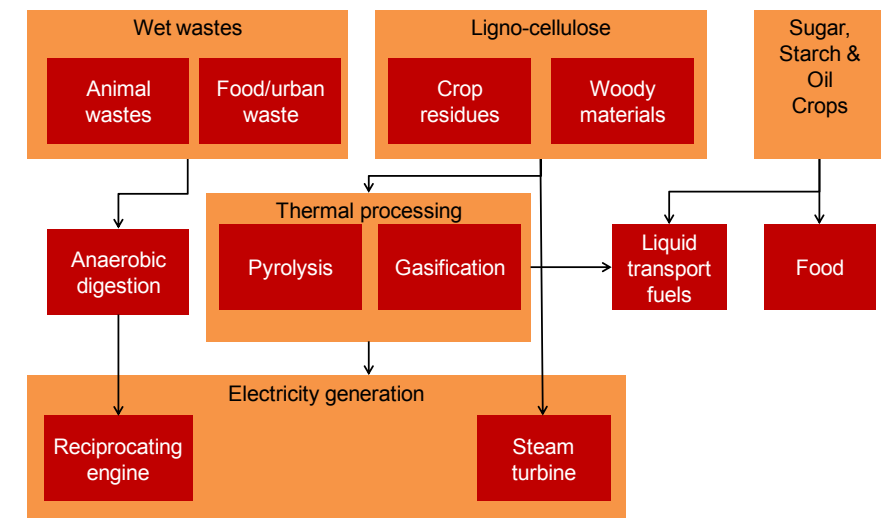 Wet wastes
Animal
wastes
Food/urban
waste
Ligno-cellulose
Crop
residues
Woody
materials
Sugar,
Starch &
Oil
Crops
Thermal processing
Pyrolysis
Gasification
Anaerobic
digestion
Liquid
transport
fuels
Food
Electricity generation
Reciprocating
engine
Steam
turbine